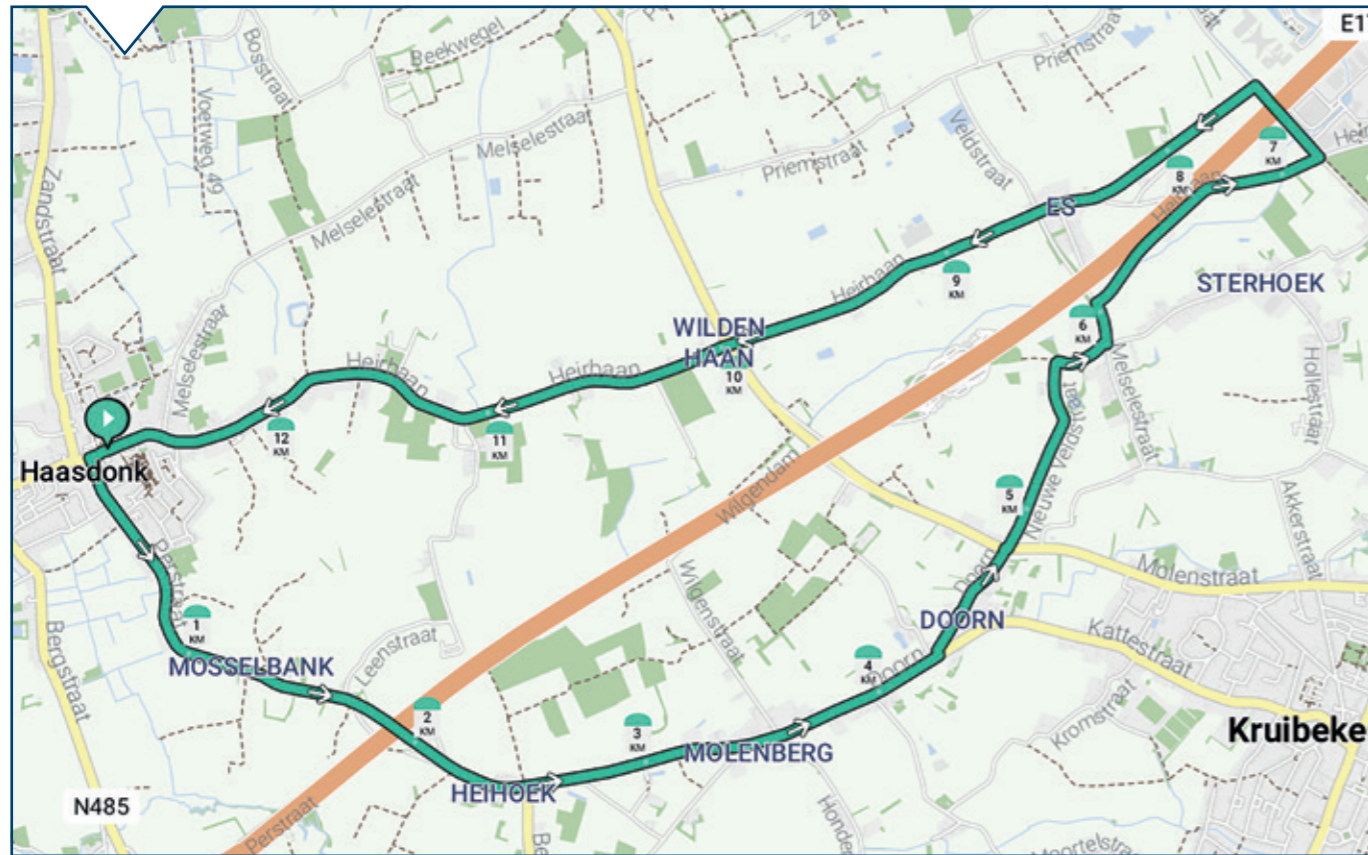 E17
Bosstraat
Beekwegel
Priemstraat
Zandstraat
Voetweg 49
Melselestraat
Veldstraat
Priemstraat
7
KM
8
KM
Heirbaan
Melselestraat
ES
9
KM
Heirbaan
STERHOEK
WILDEN
HAAN
10
KM
6
KM
Melselestraat
Heirbaan
Heirbaan
Melselestraat
Hollestraat
12
KM
11
KM
Haasdonk
Wilgendam
5
KM
Nieuwe Veldstraat
Akkerstraat
Perstraat
Doorn
Molenstraat
Wilgenstraat
1
KM
MOSSELBANK
Leenstraat
DOORN
Kattestraat
Bergstraat
4
KM
Doorn
2
KM
3
KM
Kromstraat
Kruibeke
MOLENBERG
HEIHOEK
N485
Perstraat
Be
Honder
Moortelstraat